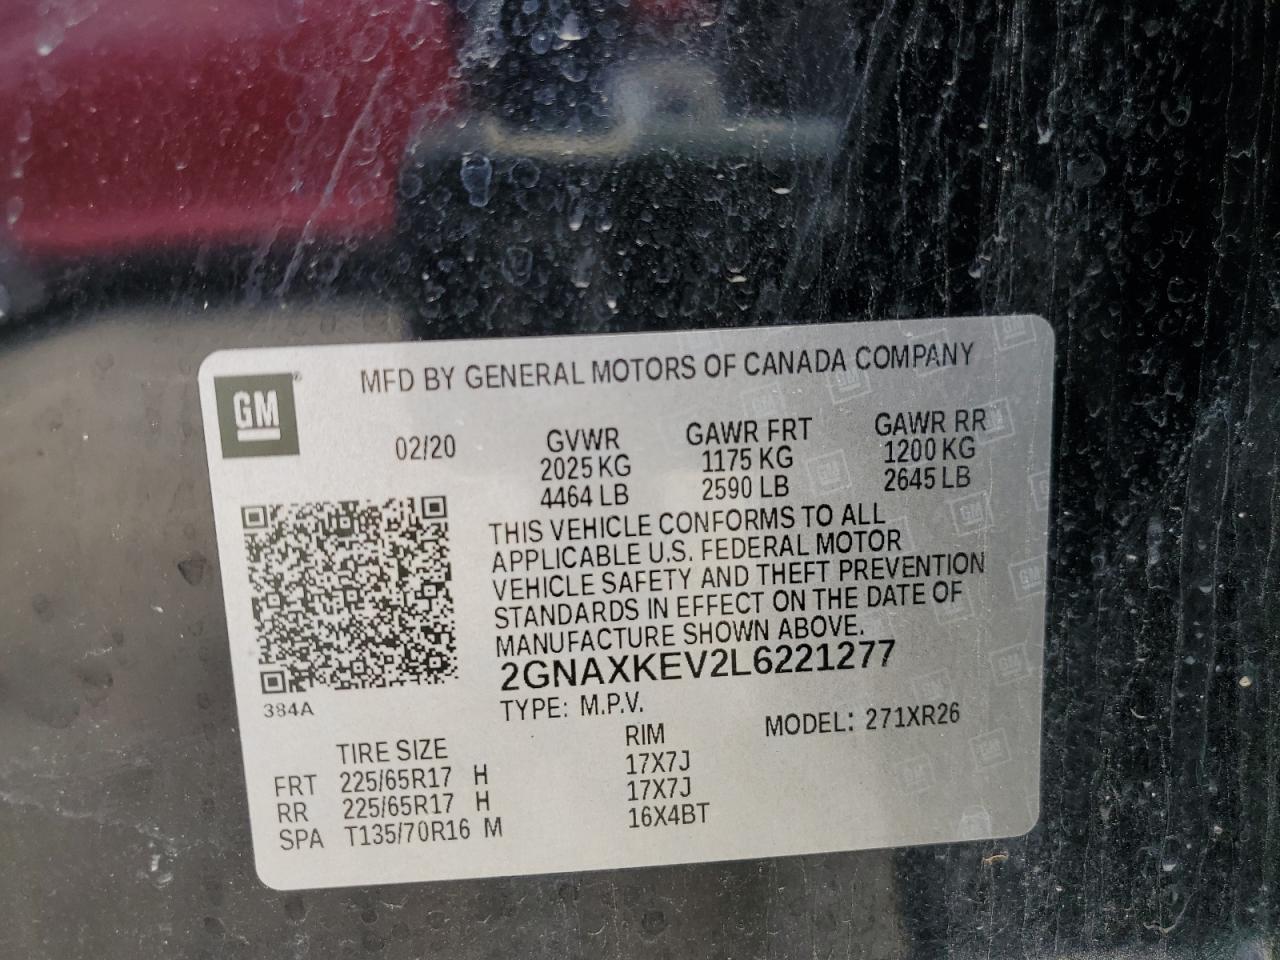 MFD BY GENERAL MOTORS OF CANADA COMPANY
GM
02/20
GVWR GAWR FRT GAWR RR
2025 KG 1175 KG 1200 KG
4464 LB 2590 LB 2645 LB
THIS VEHICLE CONFORMS TO ALL
APPLICABLE U.S. FEDERAL MOTOR
VEHICLE SAFETY AND THEFT PREVENTION
STANDARDS IN EFFECT ON THE DATE OF
MANUFACTURE SHOWN ABOVE.
2GNAXKEV2L6221277
384A
TYPE: M.P.V. MODEL: 271XR26
TIRE SIZE RIM
FRT 225/65R17 H 17X7J
RR 225/65R17 H 17X7J
SPA T135/70R16 M 16X4BT